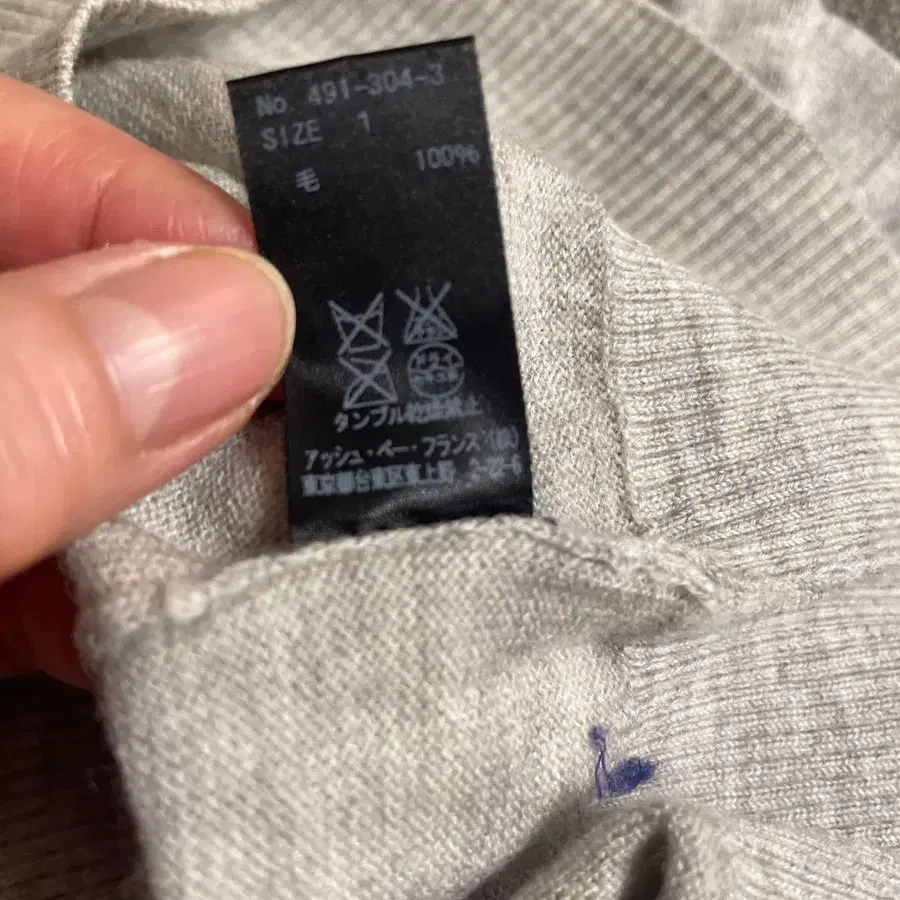 No. 491-304-3
SIZE 1
毛 100%
ドライ
タンブル乾燥禁止
アッシュ・ペー・フランス(株)
東京都台東区東上野 2-22-6